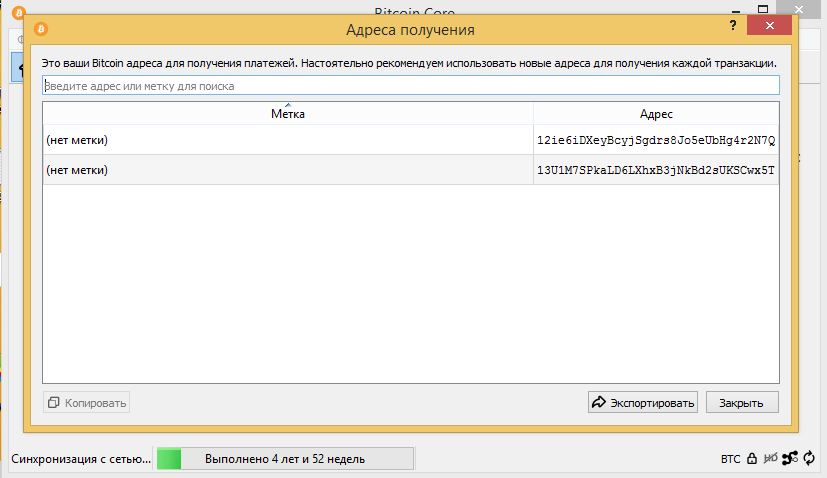 Bitcoin Core
Адреса получения
?
Это ваши Bitcoin адреса для получения платежей. Настоятельно рекомендуем использовать новые адреса для получения каждой транзакции.
Введите адрес или метку для поиска
Метка Адрес
(нет метки) 12ie6iDXeyBcyjSgdrs8Jo5eUbHg4r2N7Q
(нет метки) 13U1M7SPkaLD6LXhxB3jNkBd2sUKSCwx5T
Копировать Экспортировать Закрыть
Синхронизация с сетью... Выполнено 4 лет и 52 недель BTC HD